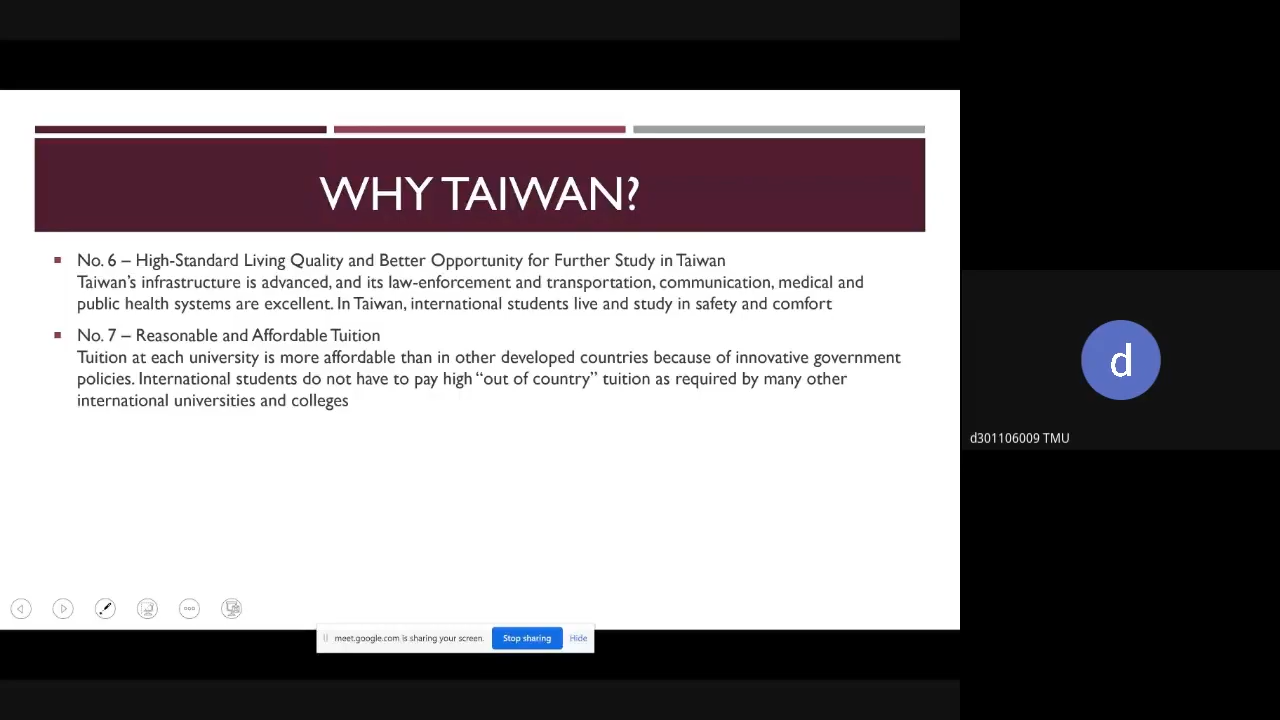 WHY TAIWAN?
No. 6 – High-Standard Living Quality and Better Opportunity for Further Study in Taiwan
Taiwan's infrastructure is advanced, and its law-enforcement and transportation, communication, medical and
public health systems are excellent. In Taiwan, international students live and study in safety and comfort
No. 7 – Reasonable and Affordable Tuition
Tuition at each university is more affordable than in other developed countries because of innovative government
policies. International students do not have to pay high “out of country” tuition as required by many other
international universities and colleges
d
d301106009 TMU
meet.google.com is sharing your screen.
Stop sharing
Hide